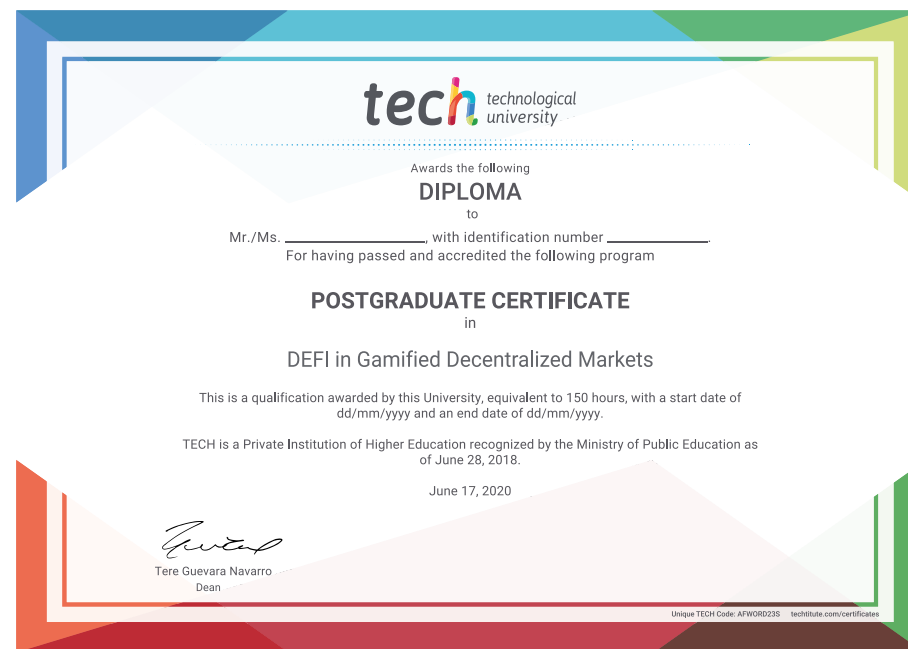 tech technological
university
Awards the following
DIPLOMA
to
Mr./Ms. ____________________, with identification number ______________.
For having passed and accredited the following program
POSTGRADUATE CERTIFICATE
in
DEFI in Gamified Decentralized Markets
This is a qualification awarded by this University, equivalent to 150 hours, with a start date of
dd/mm/yyyy and an end date of dd/mm/yyyy.
TECH is a Private Institution of Higher Education recognized by the Ministry of Public Education as
of June 28, 2018.
June 17, 2020
Tere Guevara Navarro
Dean
Unique TECH Code: AFWORD23S techtitute.com/certificates